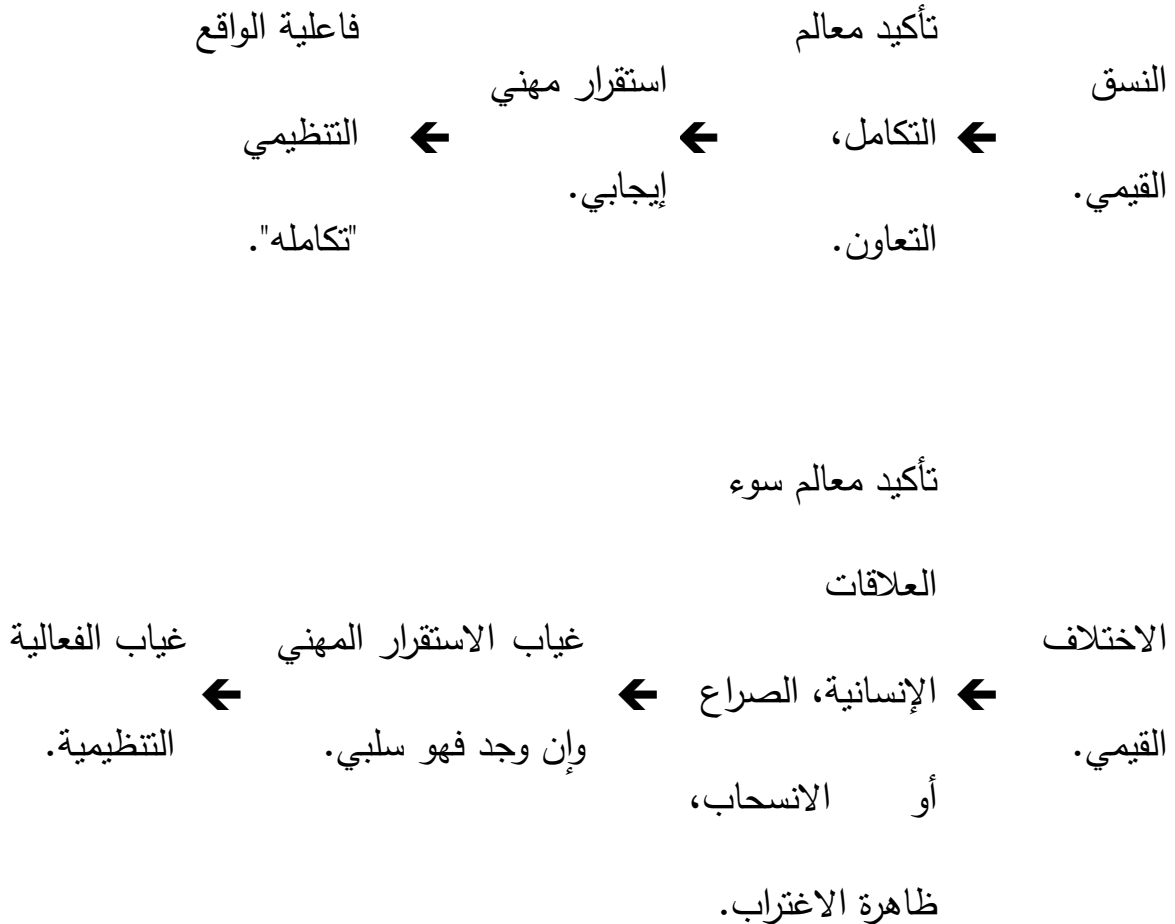 النسق
القيمي.
🡸
تأكيد معالم
التكامل،
التعاون.
🡸
استقرار مهني
إيجابي.
🡸
فاعلية الواقع
التنظيمي
"تكامله".
الاختلاف
القيمي.
🡸
تأكيد معالم سوء
العلاقات
الإنسانية، الصراع
أو الانسحاب،
ظاهرة الاغتراب.
🡸
غياب الاستقرار المهني
وإن وجد فهو سلبي.
🡸
غياب الفعالية
التنظيمية.